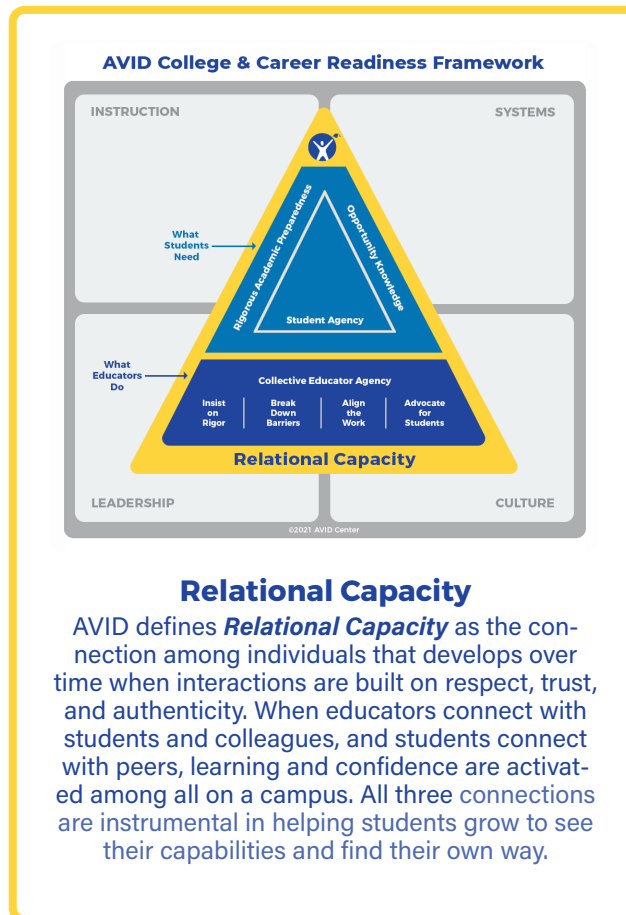 AVID College & Career Readiness Framework
INSTRUCTION
SYSTEMS
What
Students
Need
Rigorous Academic Preparedness
Opportunity Knowledge
Student Agency
What
Educators
Do
Collective Educator Agency
Insist
on
Rigor
Break
Down
Barriers
Align
the
Work
Advocate
for
Students
Relational Capacity
LEADERSHIP
CULTURE
©2021 AVID Center
Relational Capacity
AVID defines Relational Capacity as the con-
nection among individuals that develops over
time when interactions are built on respect, trust,
and authenticity. When educators connect with
students and colleagues, and students connect
with peers, learning and confidence are activat-
ed among all on a campus. All three connections
are instrumental in helping students grow to see
their capabilities and find their own way.